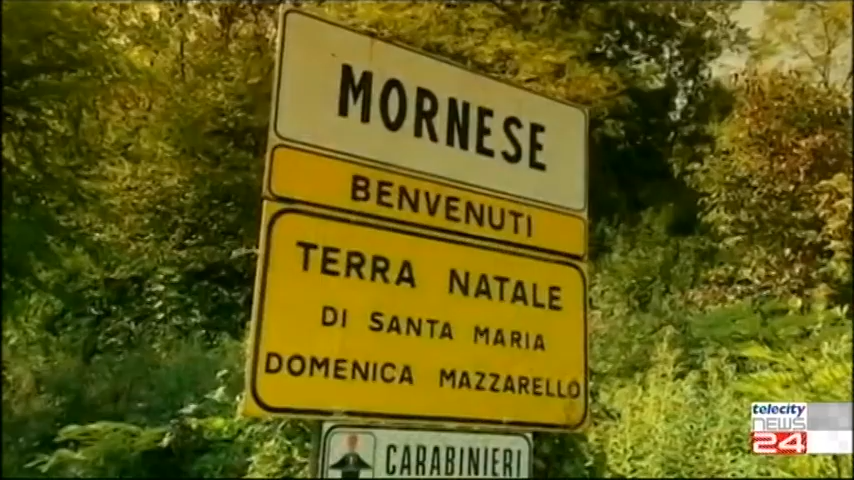 MORNESE
BENVENUTI
TERRA NATALE
DI SANTA MARIA
DOMENICA MAZZARELLO
CARABINIERI
telecity
NEWS
24